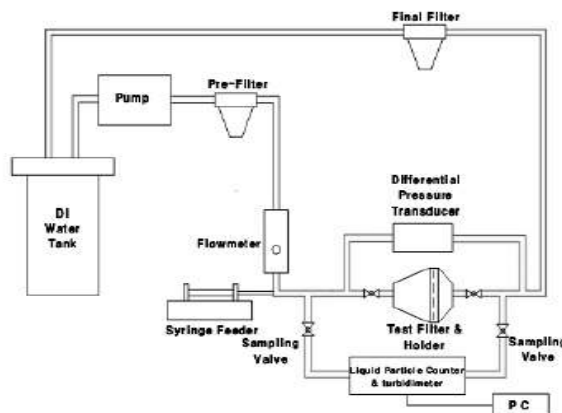 Final Filter
Pre-Filter
Pump
Differential
Pressure
Transducer
DI
Water
Tank
Flowmeter
Syringe Feeder
Sampling
Valve
Test Filter &
Holder
Sampling
Valve
Liquid Particle Counter
& turbidimeter
PC